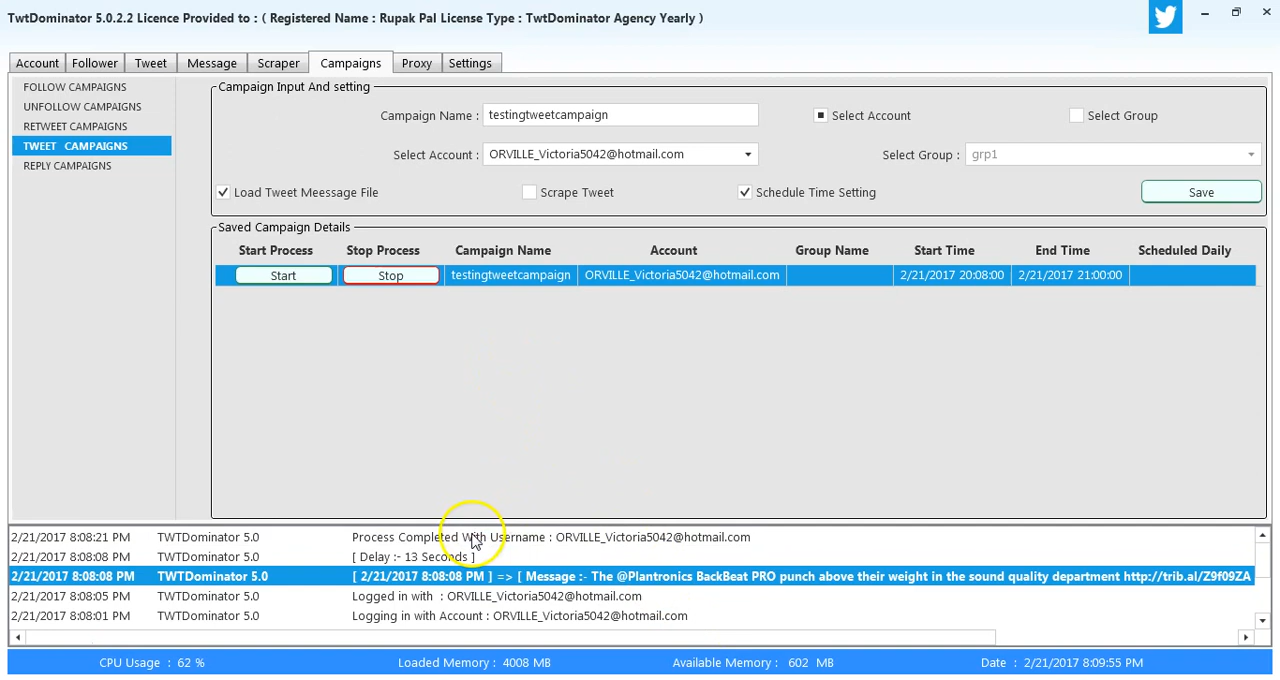 TwtDominator 5.0.2.2 Licence Provided to : ( Registered Name : Rupak Pal License Type : TwtDominator Agency Yearly )
Account Follower Tweet Message Scraper Campaigns Proxy Settings
FOLLOW CAMPAIGNS
UNFOLLOW CAMPAIGNS
RETWEET CAMPAIGNS
TWEET CAMPAIGNS
REPLY CAMPAIGNS
Campaign Input And setting
Campaign Name : testingtweetcampaign Select Account Select Group
Select Account : ORVILLE_Victoria5042@hotmail.com Select Group : grp1
Load Tweet Meessage File Scrape Tweet Schedule Time Setting Save
Saved Campaign Details
Start Process Stop Process Campaign Name Account Group Name Start Time End Time Scheduled Daily
Start Stop testingtweetcampaign ORVILLE_Victoria5042@hotmail.com 2/21/2017 20:08:00 2/21/2017 21:00:00
2/21/2017 8:08:21 PM TWTDominator 5.0 Process Completed With Username : ORVILLE_Victoria5042@hotmail.com
2/21/2017 8:08:08 PM TWTDominator 5.0 [ Delay :- 13 Seconds ]
2/21/2017 8:08:08 PM TWTDominator 5.0 [ 2/21/2017 8:08:08 PM ] => [ Message :- The @Plantronics BackBeat PRO punch above their weight in the sound quality department http://trib.al/Z9f09ZA
2/21/2017 8:08:05 PM TWTDominator 5.0 Logged in with : ORVILLE_Victoria5042@hotmail.com
2/21/2017 8:08:01 PM TWTDominator 5.0 Logging in with Account : ORVILLE_Victoria5042@hotmail.com
CPU Usage : 62 % Loaded Memory : 4008 MB Available Memory : 602 MB Date : 2/21/2017 8:09:55 PM